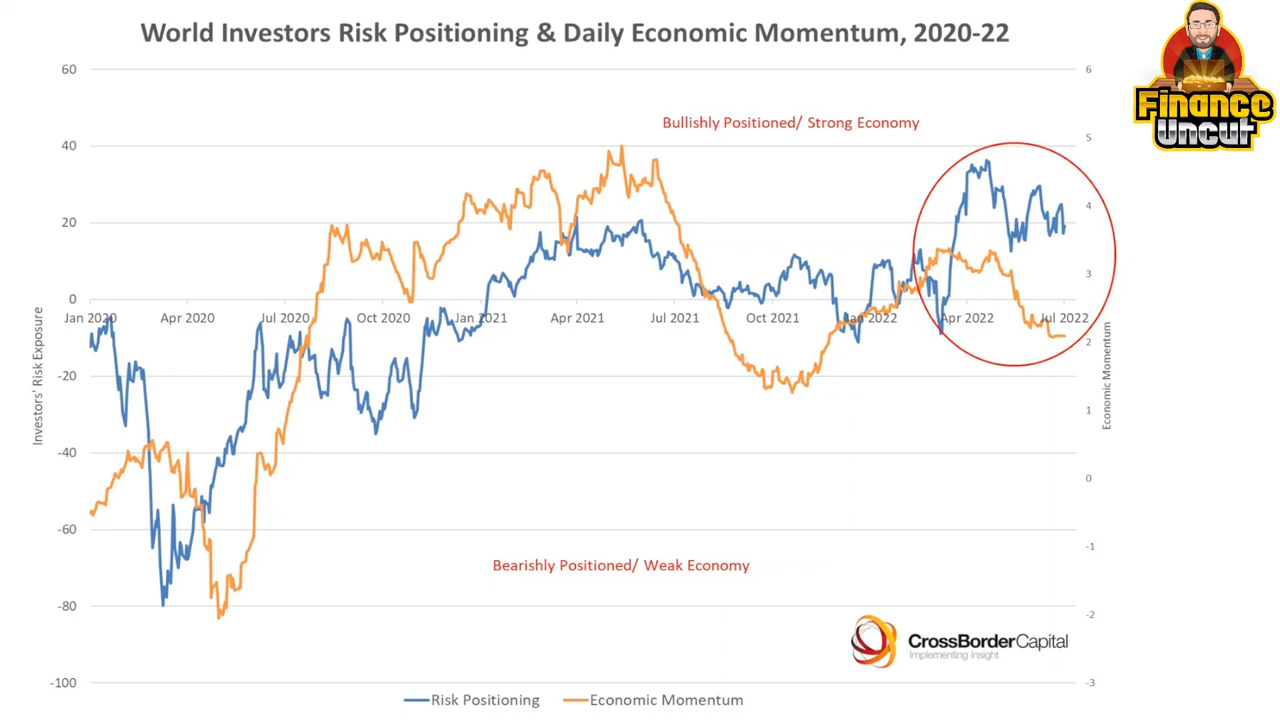 World Investors Risk Positioning & Daily Economic Momentum, 2020-22
Finance
Uncut
60
40
20
0
-20
-40
-60
-80
-100
Investors' Risk Exposure
6
5
4
3
2
1
0
-1
-2
-3
Economic Momentum
Bullishly Positioned/ Strong Economy
Jan 2020 Apr 2020 Jul 2020 Oct 2020 Jan 2021 Apr 2021 Jul 2021 Oct 2021 Jan 2022 Apr 2022 Jul 2022
Bearishly Positioned/ Weak Economy
CrossBorderCapital
Implementing Insight
Risk Positioning Economic Momentum